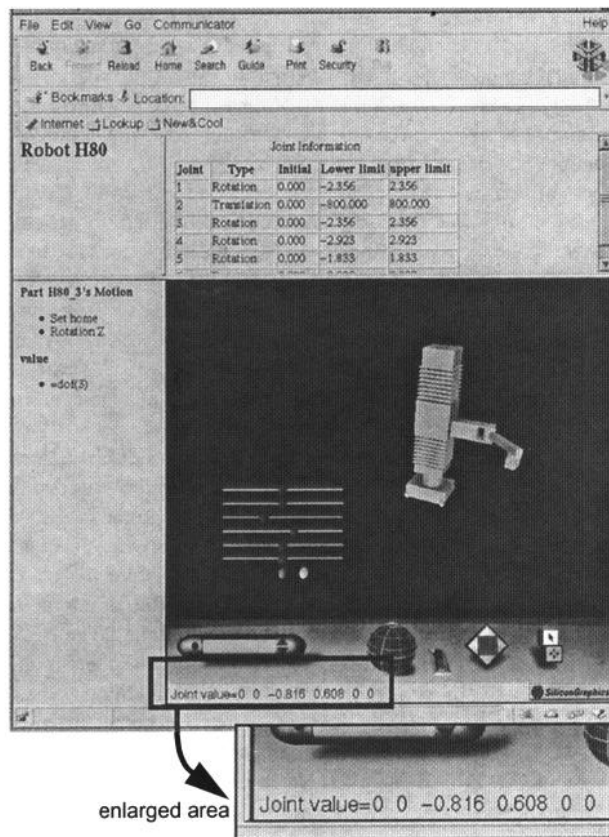 File Edit View Go Communicator Help
Back Forward Reload Home Search Guide Print Security Stop
Bookmarks Location:
Internet Lookup New&Cool
Robot H80
Joint Information
Joint Type Initial Lower limit upper limit
1 Rotation 0.000 −2.356 2.356
2 Translation 0.000 −800.000 800.000
3 Rotation 0.000 −2.356 2.356
4 Rotation 0.000 −2.923 2.923
5 Rotation 0.000 −1.833 1.833
Part H80_3's Motion
• Set home
• Rotation Z
value
• =dof(3)
Joint value=0 0 −0.816 0.608 0 0
SiliconGraphics
enlarged area
Joint value=0 0 −0.816 0.608 0 0